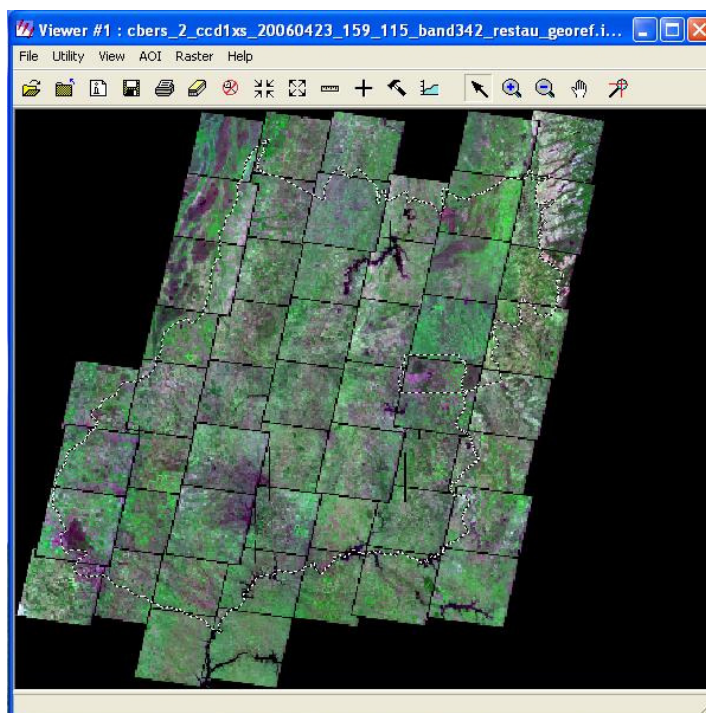 Viewer #1 : cbers_2_ccd1xs_20060423_159_115_band342_restau_georef.i...
File Utility View AOI Raster Help